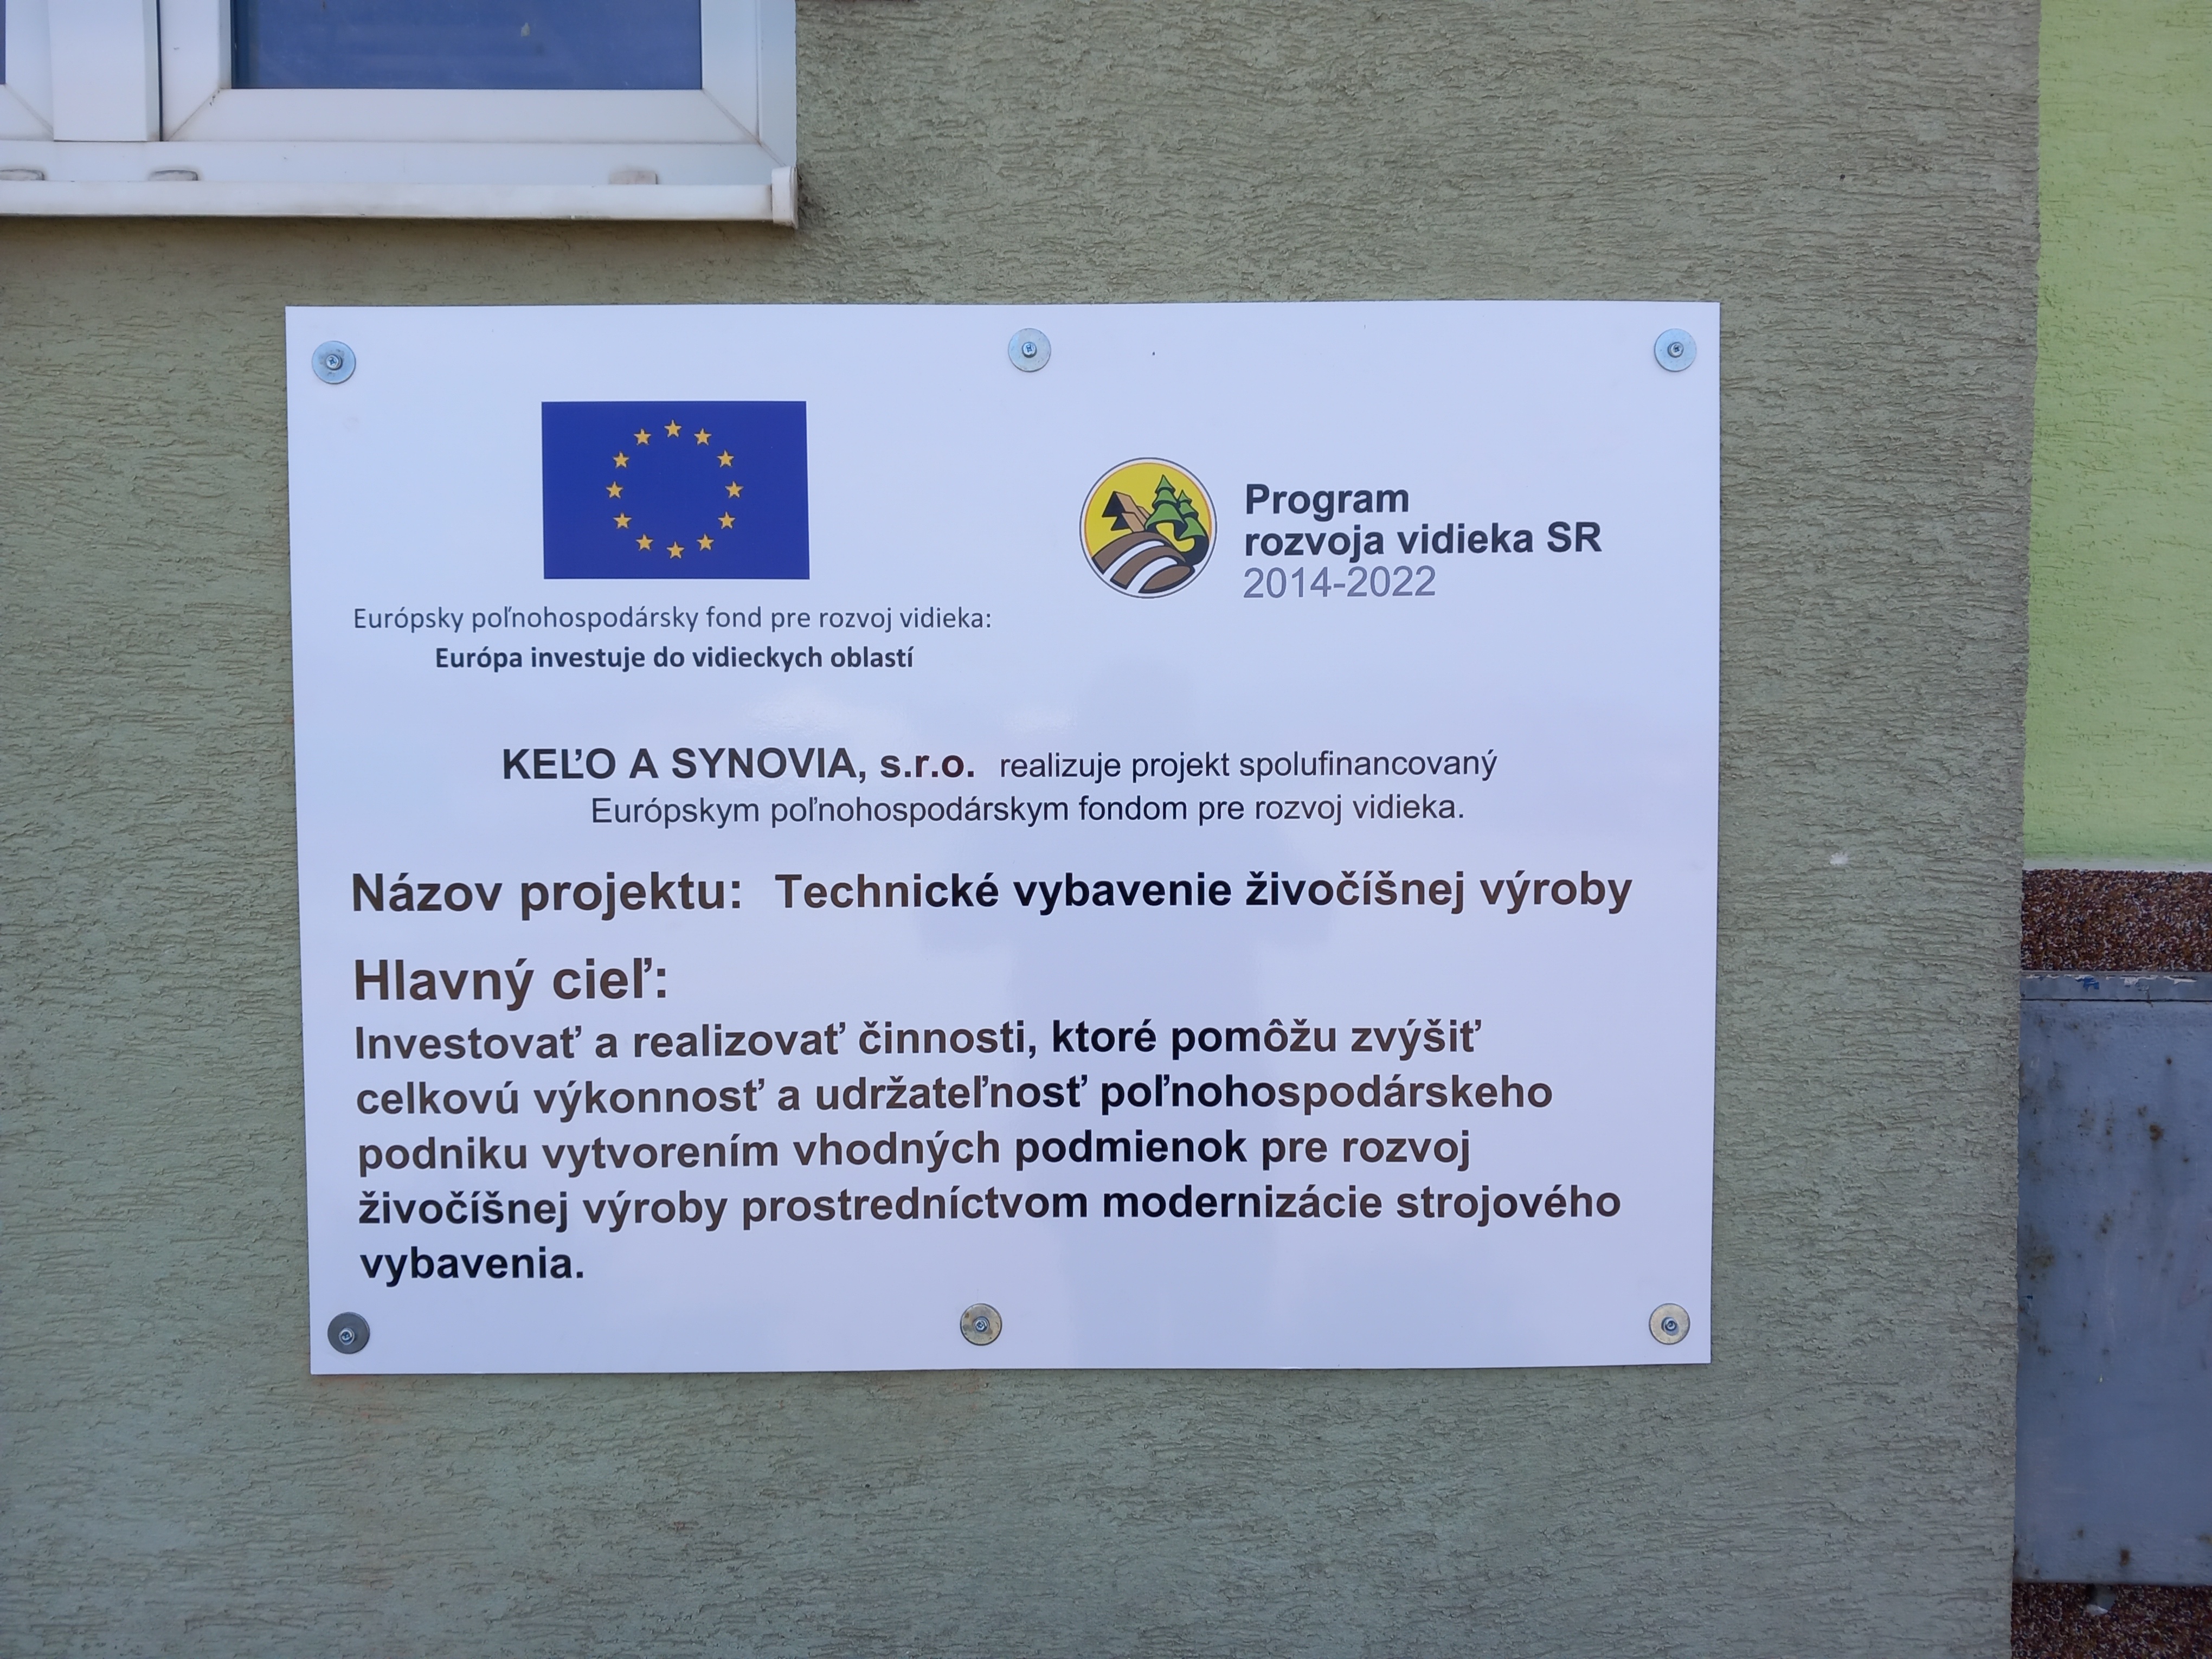 Európsky poľnohospodársky fond pre rozvoj vidieka:
Európa investuje do vidieckych oblastí
Program
rozvoja vidieka SR
2014-2022
KEĽO A SYNOVIA, s.r.o. realizuje projekt spolufinancovaný
Európskym poľnohospodárskym fondom pre rozvoj vidieka.
Názov projektu: Technické vybavenie živočíšnej výroby
Hlavný cieľ:
Investovať a realizovať činnosti, ktoré pomôžu zvýšiť
celkovú výkonnosť a udržateľnosť poľnohospodárskeho
podniku vytvorením vhodných podmienok pre rozvoj
živočíšnej výroby prostredníctvom modernizácie strojového
vybavenia.